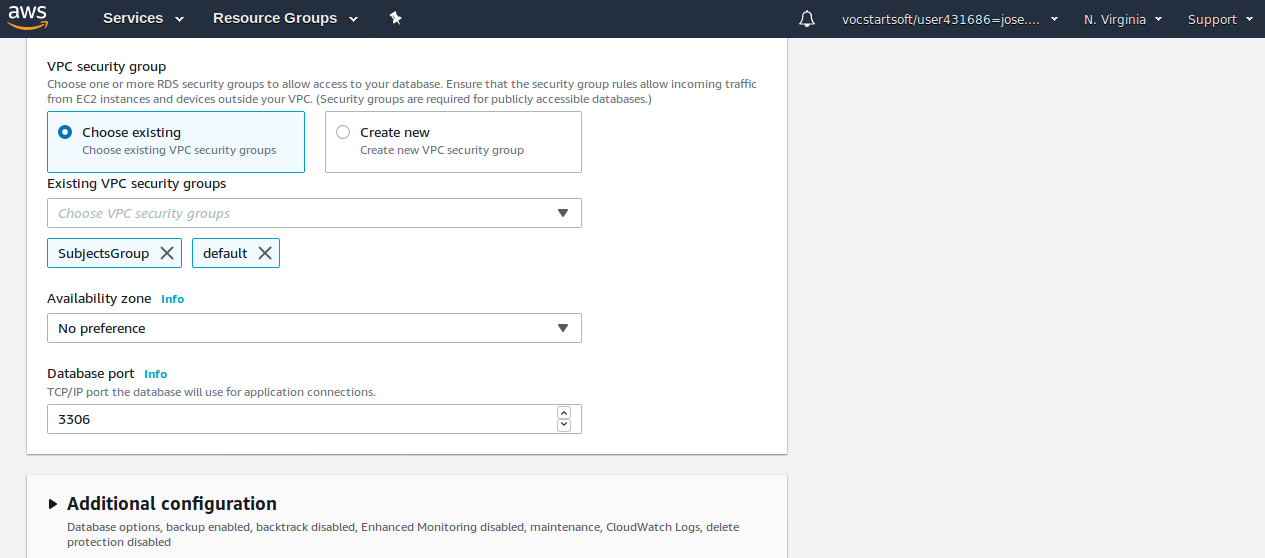 aws Services Resource Groups vocstartsoft/user431686=jose.... N. Virginia Support
VPC security group
Choose one or more RDS security groups to allow access to your database. Ensure that the security group rules allow incoming traffic
from EC2 instances and devices outside your VPC. (Security groups are required for publicly accessible databases.)
Choose existing Create new
Choose existing VPC security groups Create new VPC security group
Existing VPC security groups
Choose VPC security groups
SubjectsGroup default
Availability zone Info
No preference
Database port Info
TCP/IP port the database will use for application connections.
3306
Additional configuration
Database options, backup enabled, backtrack disabled, Enhanced Monitoring disabled, maintenance, CloudWatch Logs, delete
protection disabled